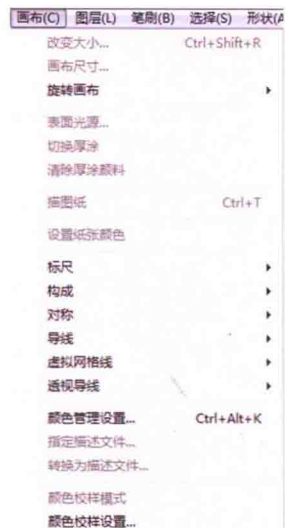 画布(C) 图层(L) 笔刷(B) 选择(S) 形状(A
改变大小... Ctrl+Shift+R
画布尺寸...
旋转画布
表面光源...
切换厚涂
清除厚涂颜料
描图纸 Ctrl+T
设置纸张颜色
标尺
构成
对称
导线
虚拟网格线
透视导线
颜色管理设置... Ctrl+Alt+K
指定描述文件...
转换为描述文件...
颜色校样模式
颜色校样设置...